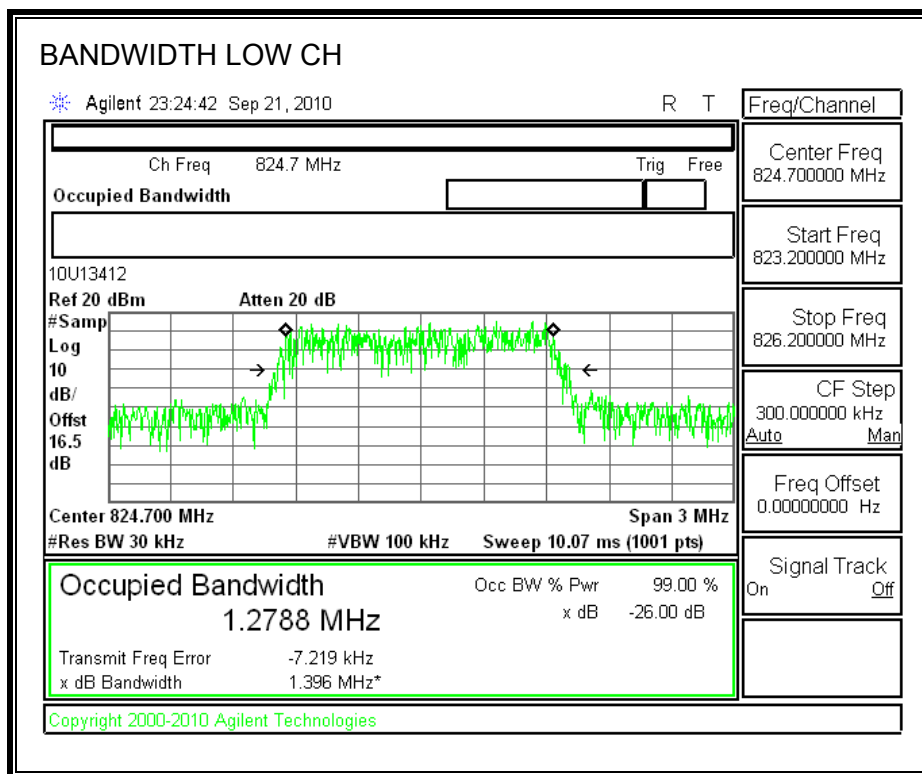 BANDWIDTH LOW CH
Agilent 23:24:42 Sep 21, 2010 R T
Freq/Channel
Ch Freq 824.7 MHz Trig Free
Occupied Bandwidth
Center Freq
824.700000 MHz
Start Freq
823.200000 MHz
Stop Freq
826.200000 MHz
CF Step
300.000000 kHz
Auto Man
Freq Offset
0.00000000 Hz
Signal Track
On Off
10U13412
Ref 20 dBm Atten 20 dB
#Samp
Log
10
dB/
Offst
16.5
dB
Center 824.700 MHz Span 3 MHz
#Res BW 30 kHz #VBW 100 kHz Sweep 10.07 ms (1001 pts)
Occupied Bandwidth Occ BW % Pwr 99.00 %
1.2788 MHz x dB -26.00 dB
Transmit Freq Error -7.219 kHz
x dB Bandwidth 1.396 MHz*
Copyright 2000-2010 Agilent Technologies